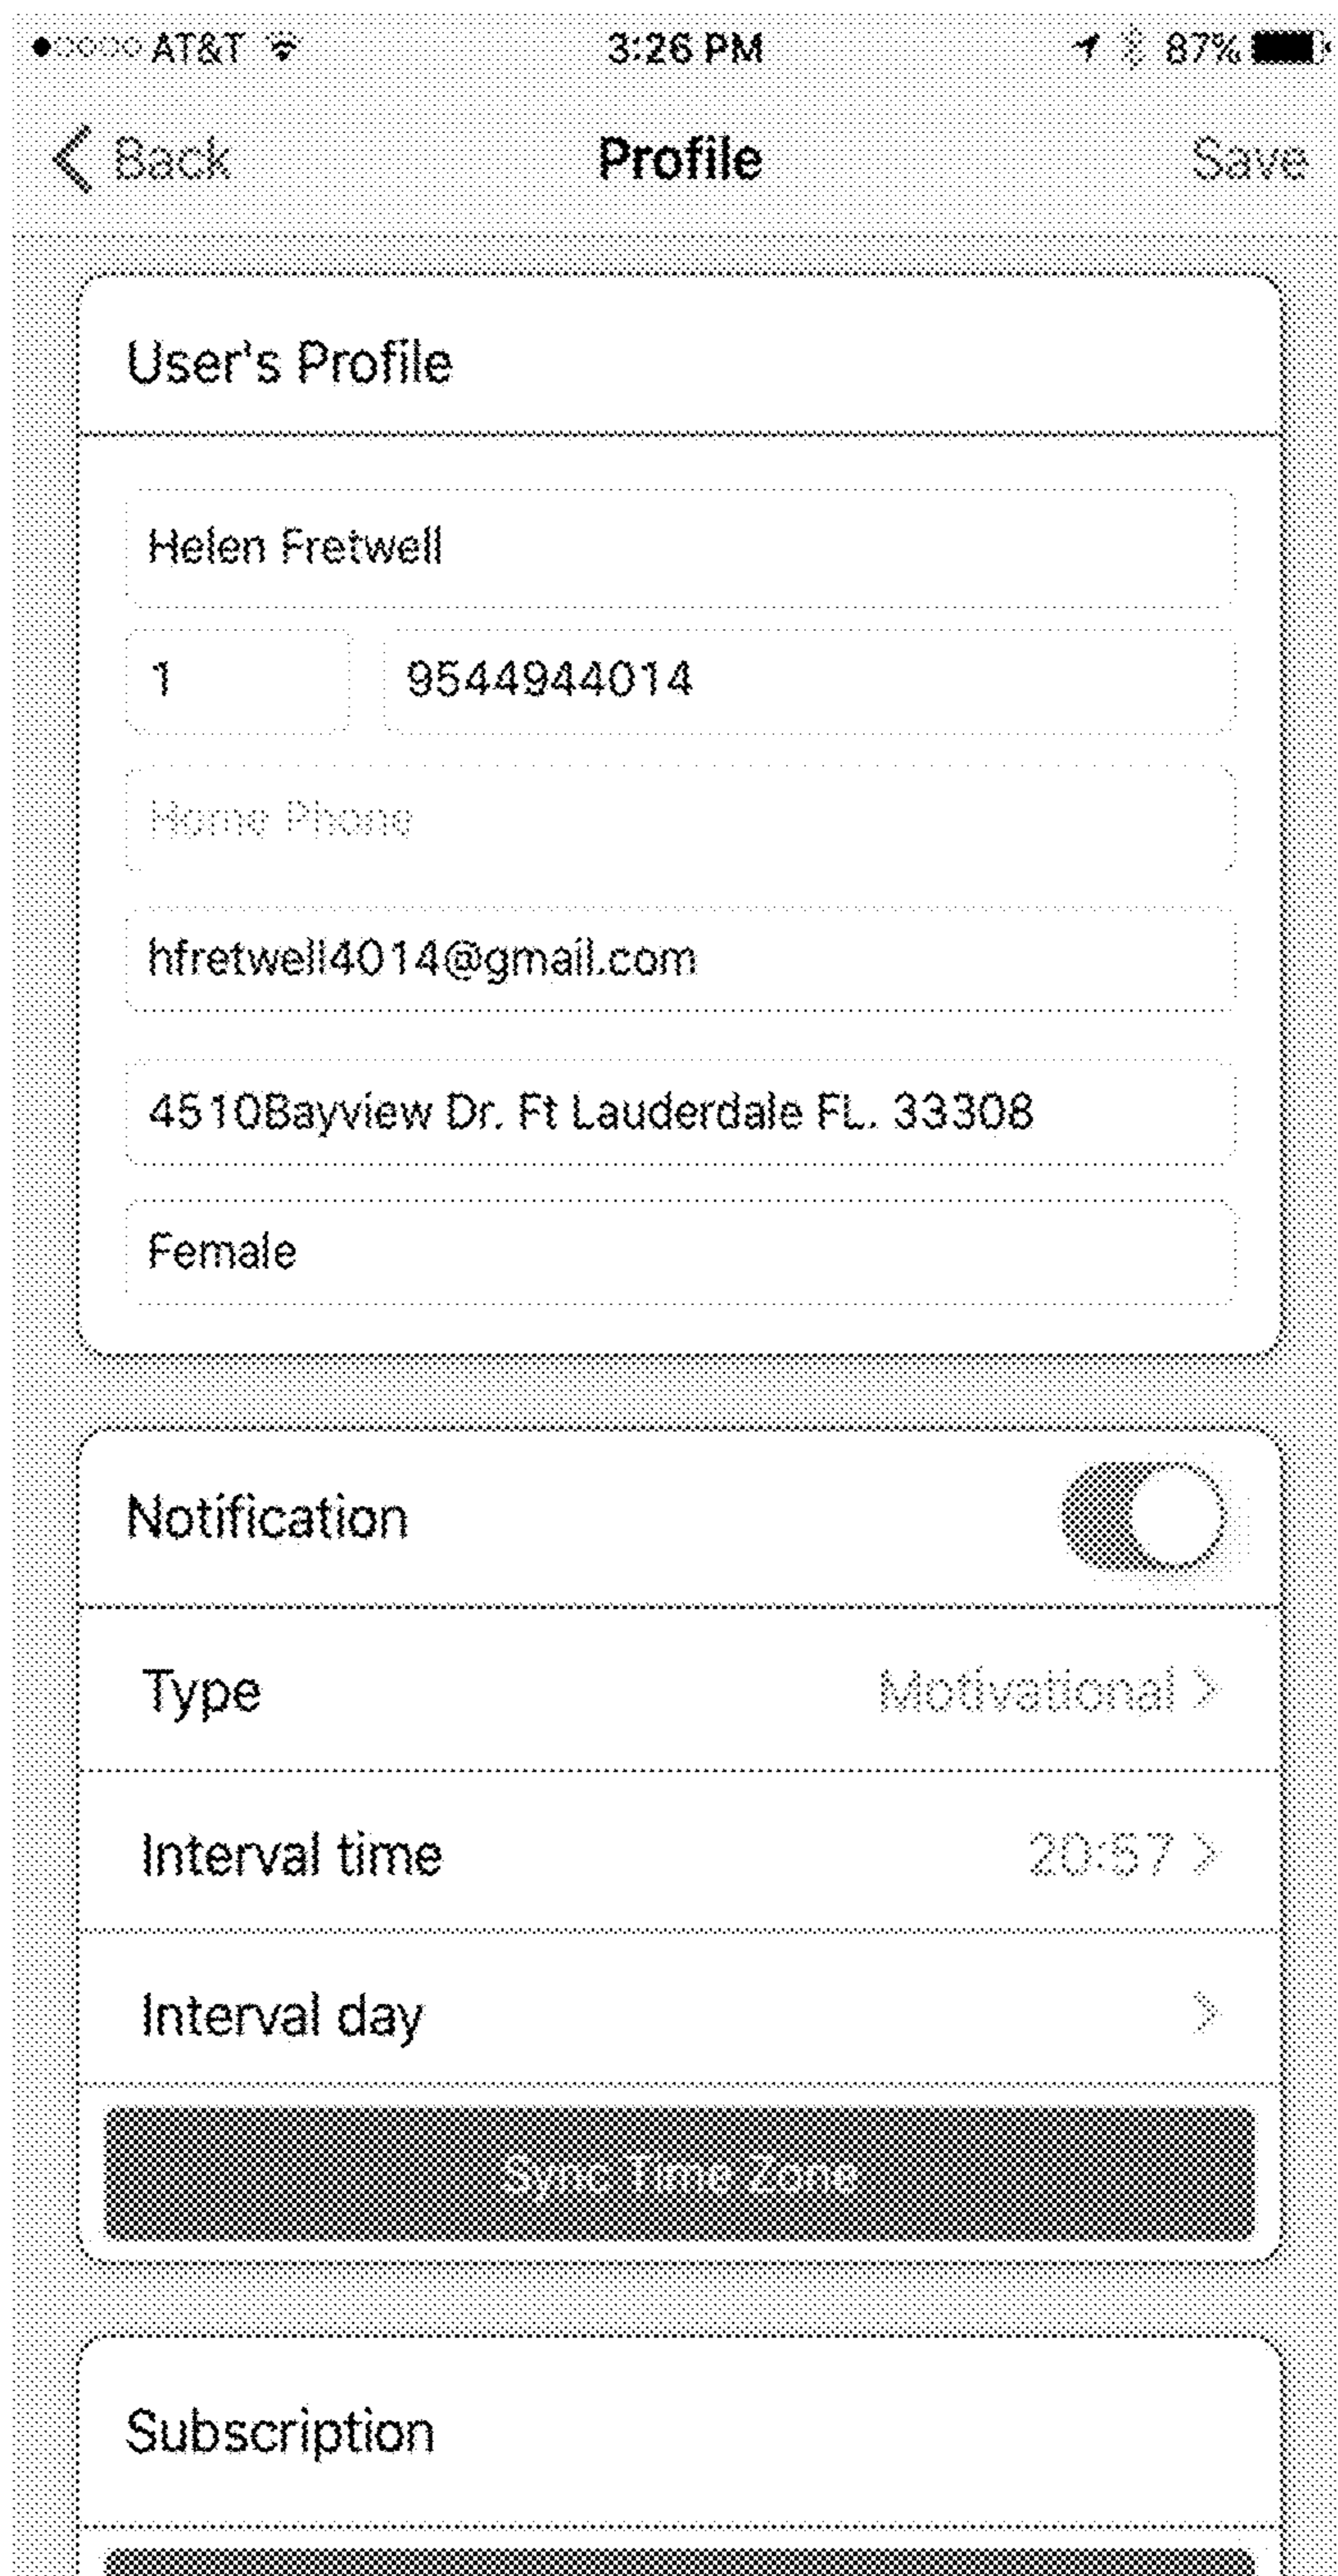 AT&T 3:26 PM 87%
Back Profile Save
User's Profile
Helen Fretwell
1 9544944014
Home Phone
hfretwell4014@gmail.com
4510Bayview Dr. Ft Lauderdale FL. 33308
Female
Notification
Type Motivational
Interval time 20:57
Interval day
Sync Time Zone
Subscription